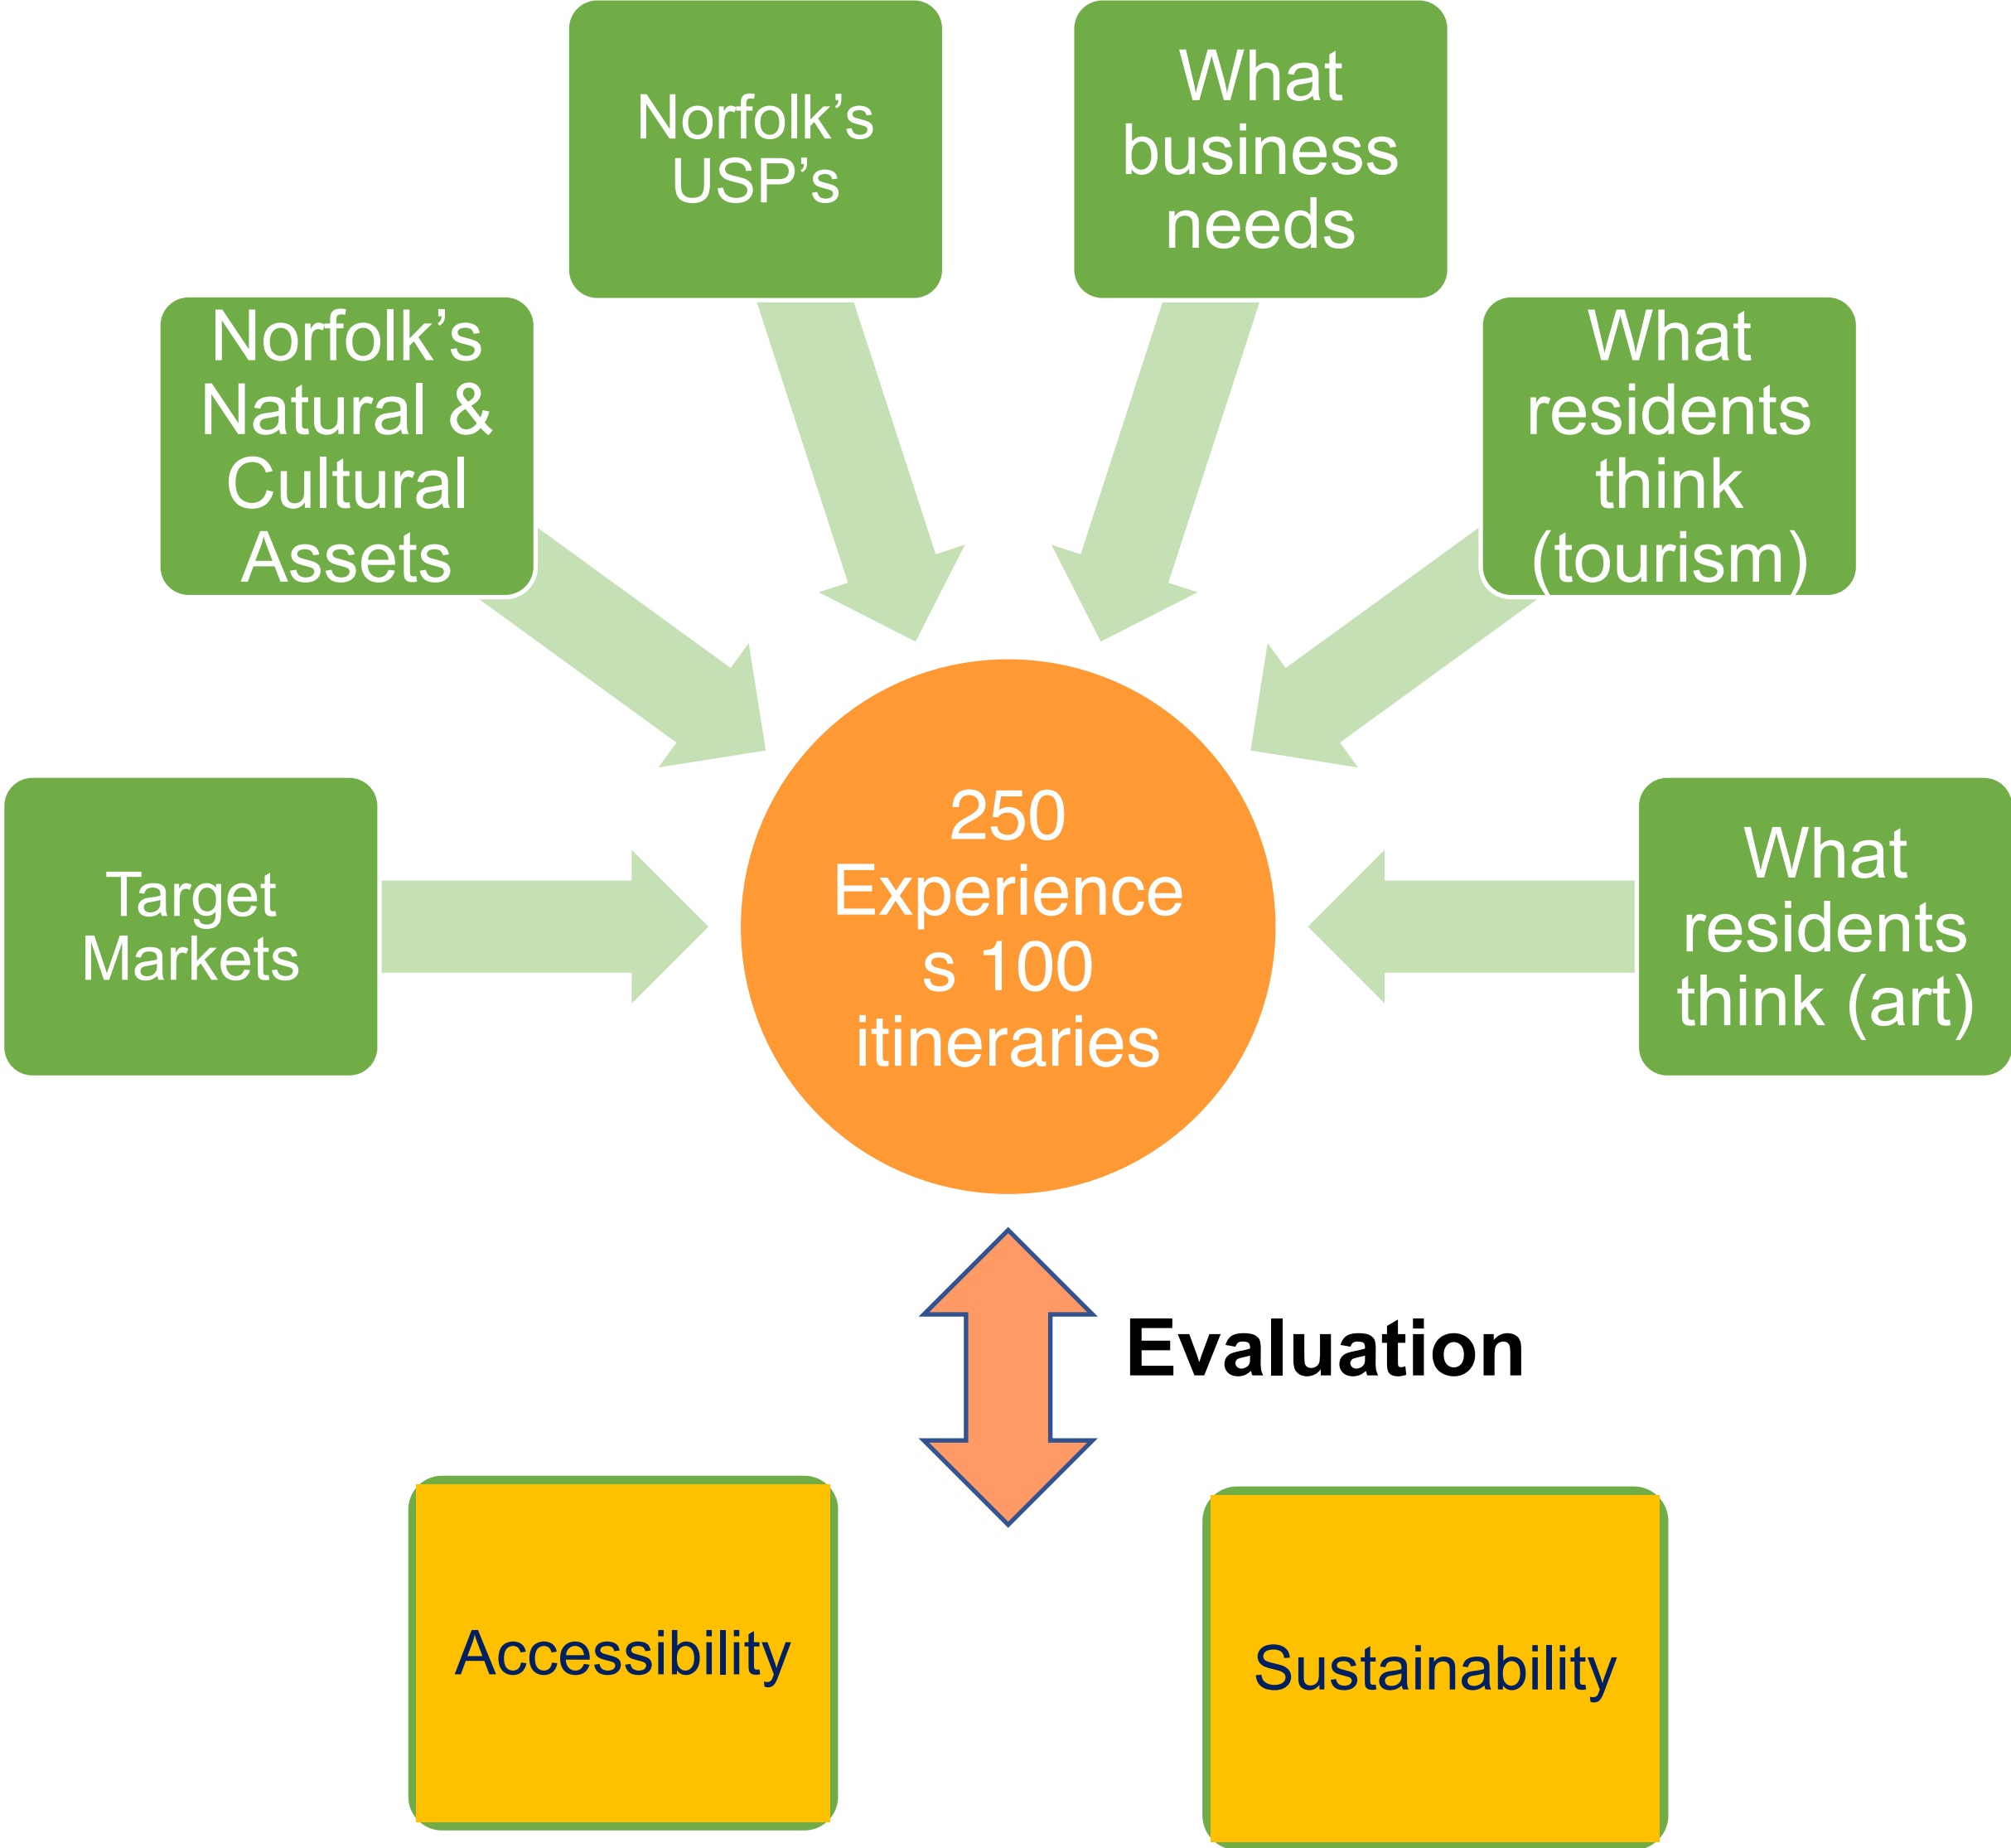 Norfolk's
USP's
What
business
needs
Norfolk's
Natural &
Cultural
Assets
What
residents
think
(tourism)
Target
Markets
250
Experience
s 100
itineraries
What
residents
think (art)
Evaluation
Accessibility
Sustainability